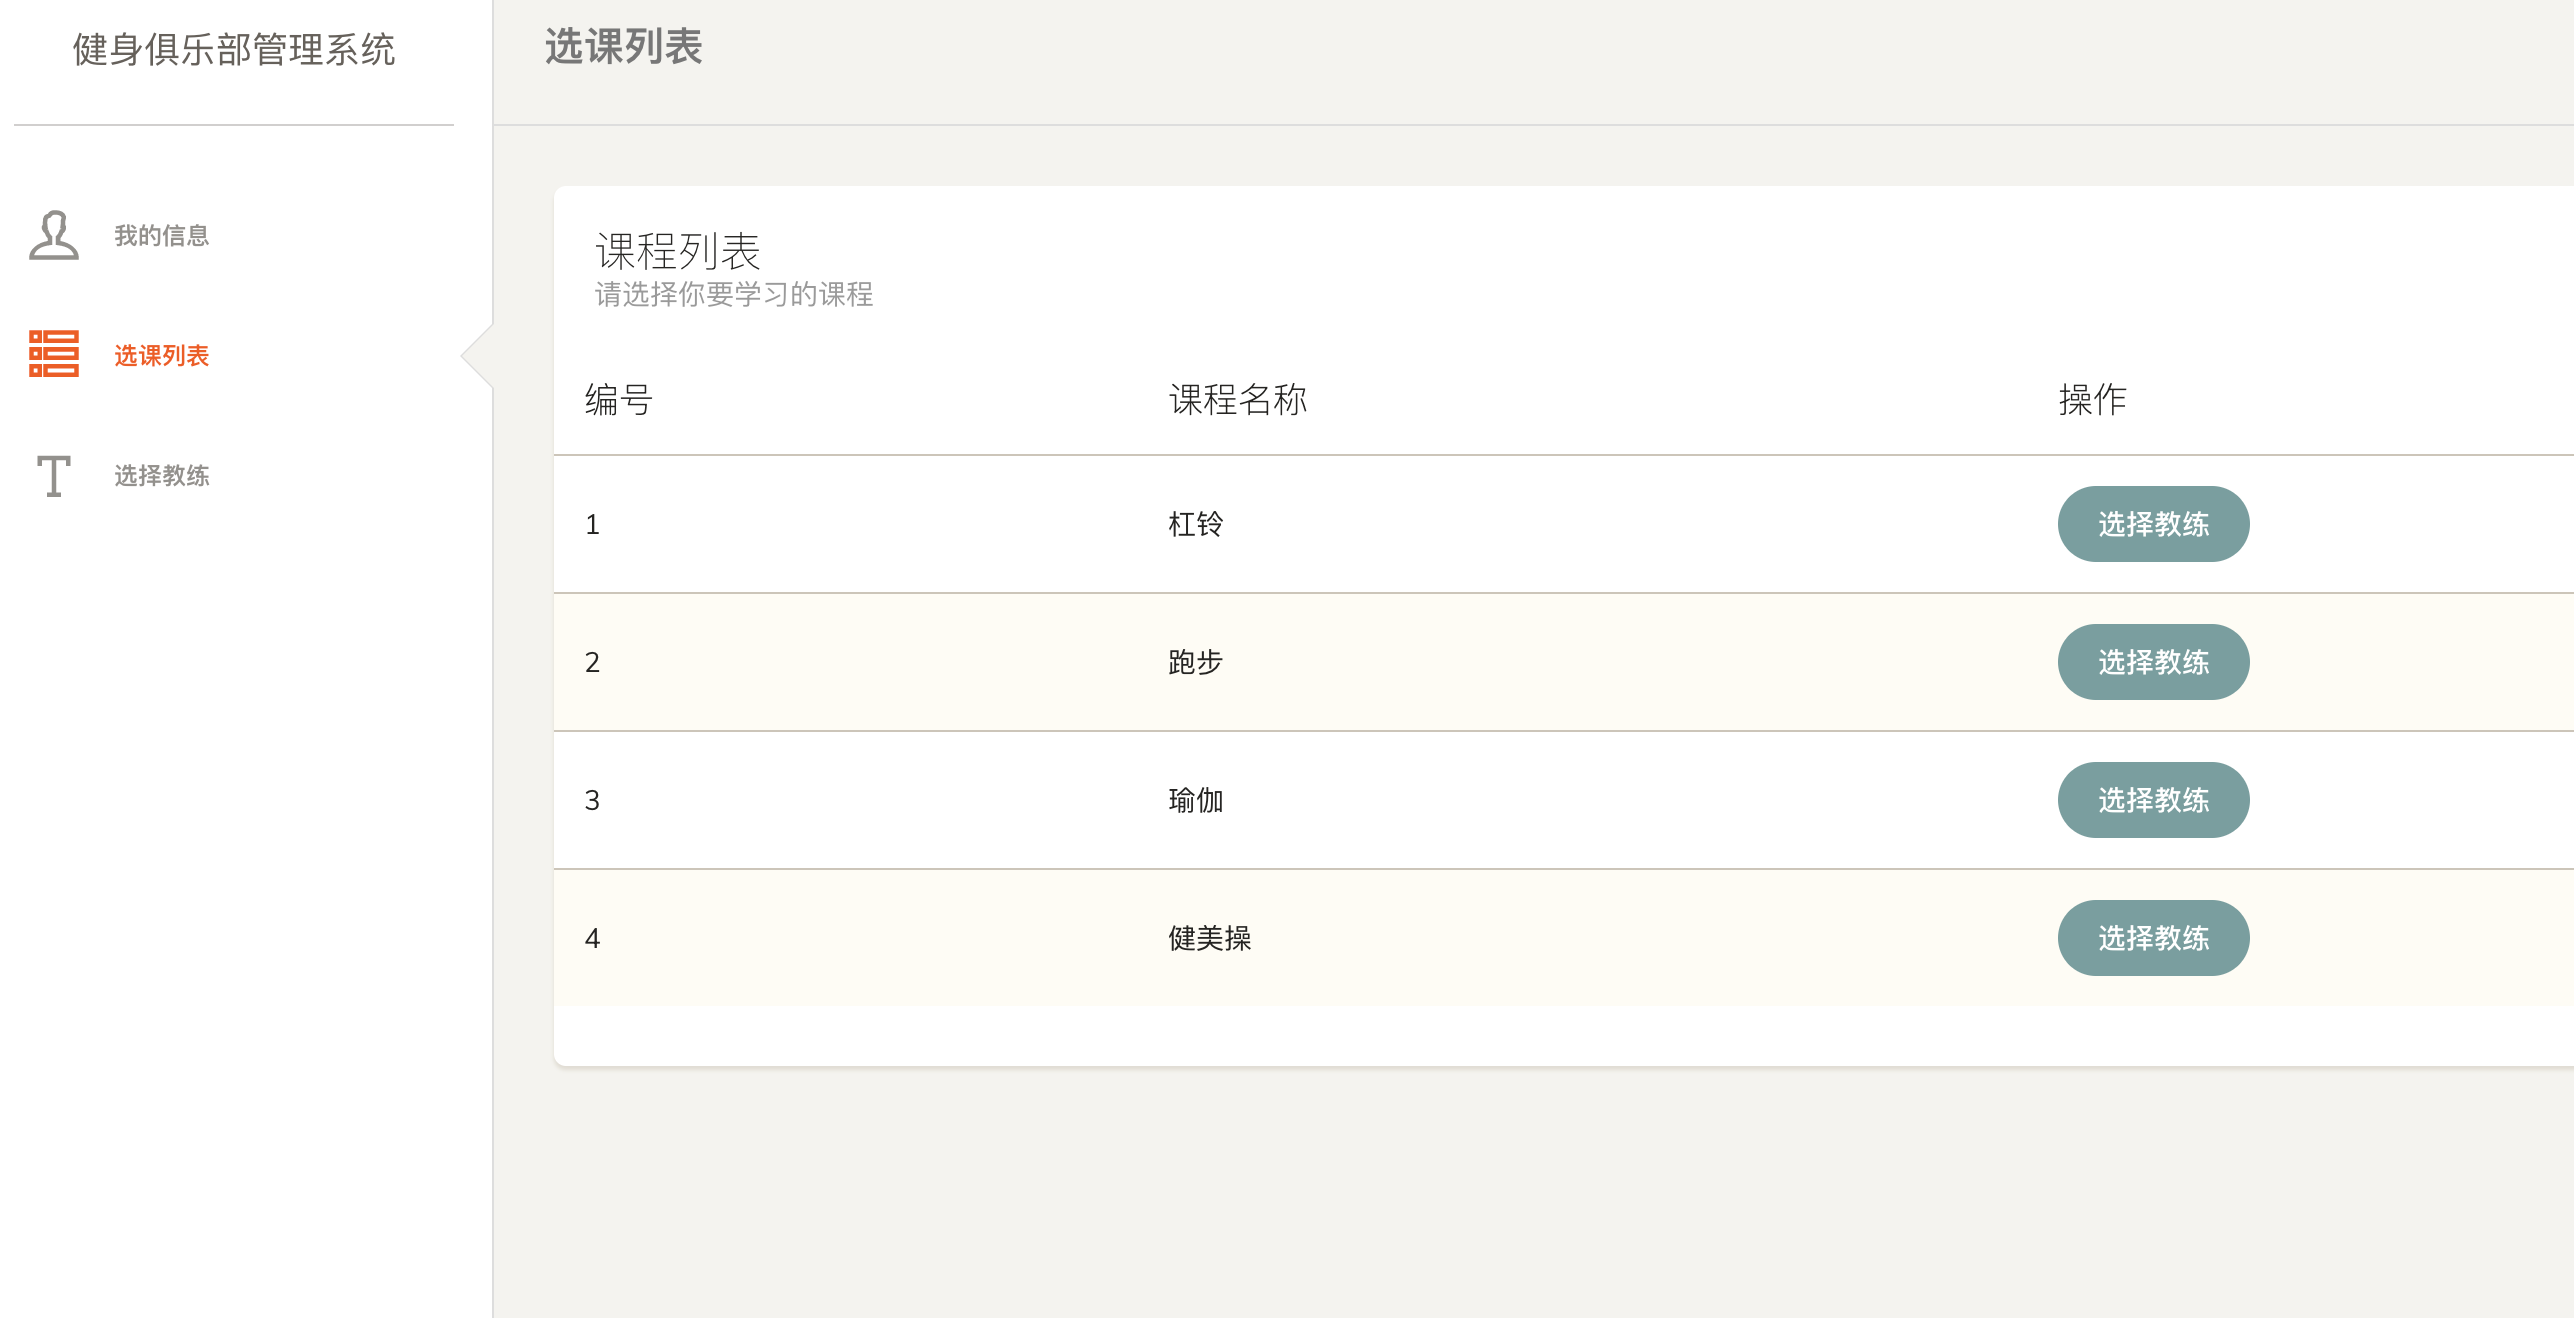 健身俱乐部管理系统
我的信息
选课列表
选择教练
选课列表
课程列表
请选择你要学习的课程
编号 课程名称 操作
1 杠铃 选择教练
2 跑步 选择教练
3 瑜伽 选择教练
4 健美操 选择教练